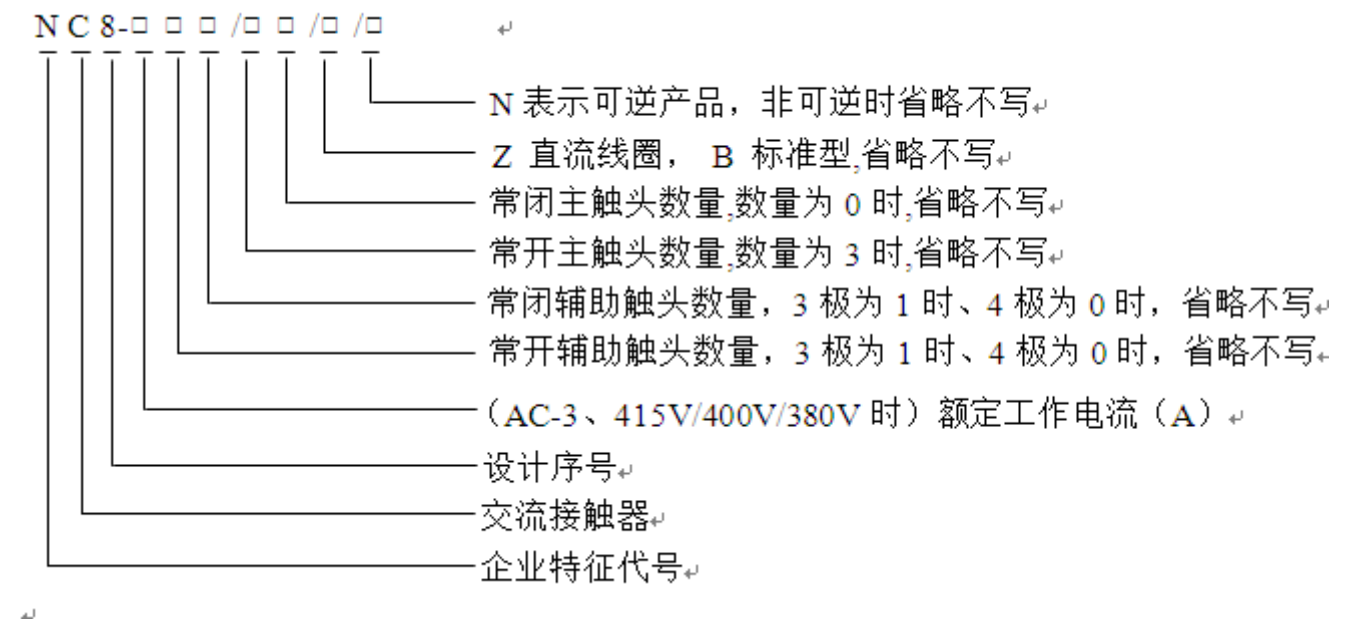 NC8-□□□/□□/□/□
N 表示可逆产品，非可逆时省略不写
Z 直流线圈， B 标准型,省略不写
常闭主触头数量,数量为 0 时,省略不写
常开主触头数量,数量为 3 时,省略不写
常闭辅助触头数量，3 极为 1 时、4 极为 0 时，省略不写
常开辅助触头数量，3 极为 1 时、4 极为 0 时，省略不写
（AC-3、415V/400V/380V 时）额定工作电流（A）
设计序号
交流接触器
企业特征代号